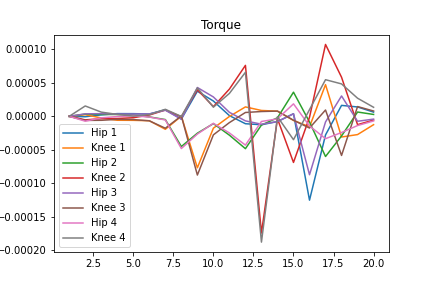 Torque
0.00010
0.00005
0.00000
−0.00005
−0.00010
−0.00015
−0.00020
Hip 1
Knee 1
Hip 2
Knee 2
Hip 3
Knee 3
Hip 4
Knee 4
2.5 5.0 7.5 10.0 12.5 15.0 17.5 20.0